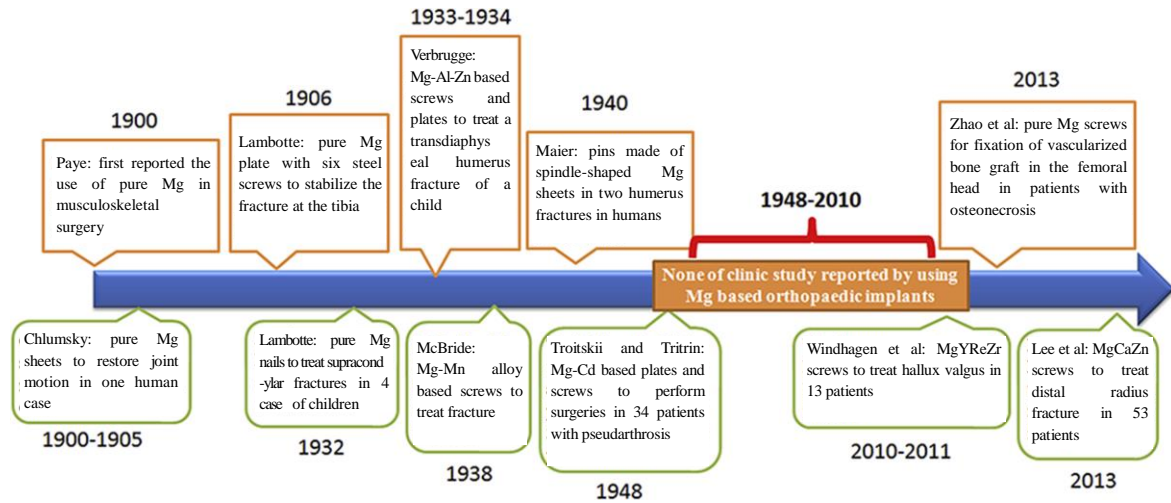 1900
Paye: first reported the
use of pure Mg in
musculoskeletal
surgery
1906
Lambotte: pure Mg
plate with six steel
screws to stabilize the
fracture at the tibia
1933-1934
Verbrugge:
Mg-Al-Zn based
screws and
plates to treat a
transdiaphys
eal humerus
fracture of a
child
1940
Maier: pins made of
spindle-shaped Mg
sheets in two humerus
fractures in humans
1948-2010
2013
Zhao et al: pure Mg screws
for fixation of vascularized
bone graft in the femoral
head in patients with
osteonecrosis
None of clinic study reported by using
Mg based orthopaedic implants
Chlumsky: pure Mg
sheets to restore joint
motion in one human
case
1900-1905
Lambotte: pure Mg
nails to treat supracond
-ylar fractures in 4
case of children
1932
McBride:
Mg-Mn alloy
based screws to
treat fracture
1938
Troitskii and Tritrin:
Mg-Cd based plates and
screws to perform
surgeries in 34 patients
with pseudarthrosis
1948
Windhagen et al: MgYReZr
screws to treat hallux valgus in
13 patients
2010-2011
Lee et al: MgCaZn
screws to treat
distal radius
fracture in 53
patients
2013